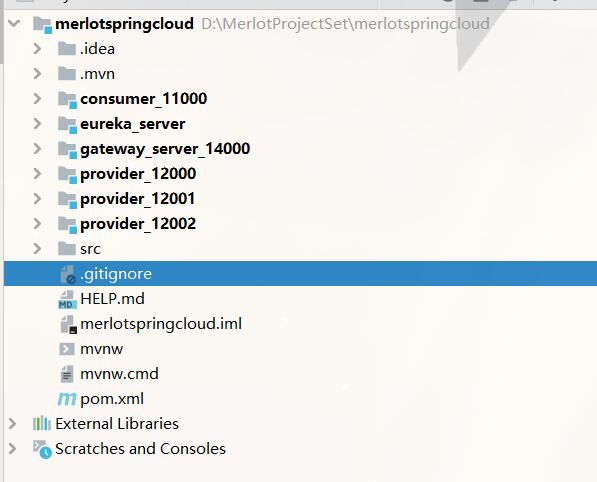 merlotspringcloud D:\MerlotProjectSet\merlotspringcloud
.idea
.mvn
consumer_11000
eureka_server
gateway_server_14000
provider_12000
provider_12001
provider_12002
src
.gitignore
MD HELP.md
merlotspringcloud.iml
mvnw
mvnw.cmd
m pom.xml
External Libraries
Scratches and Consoles